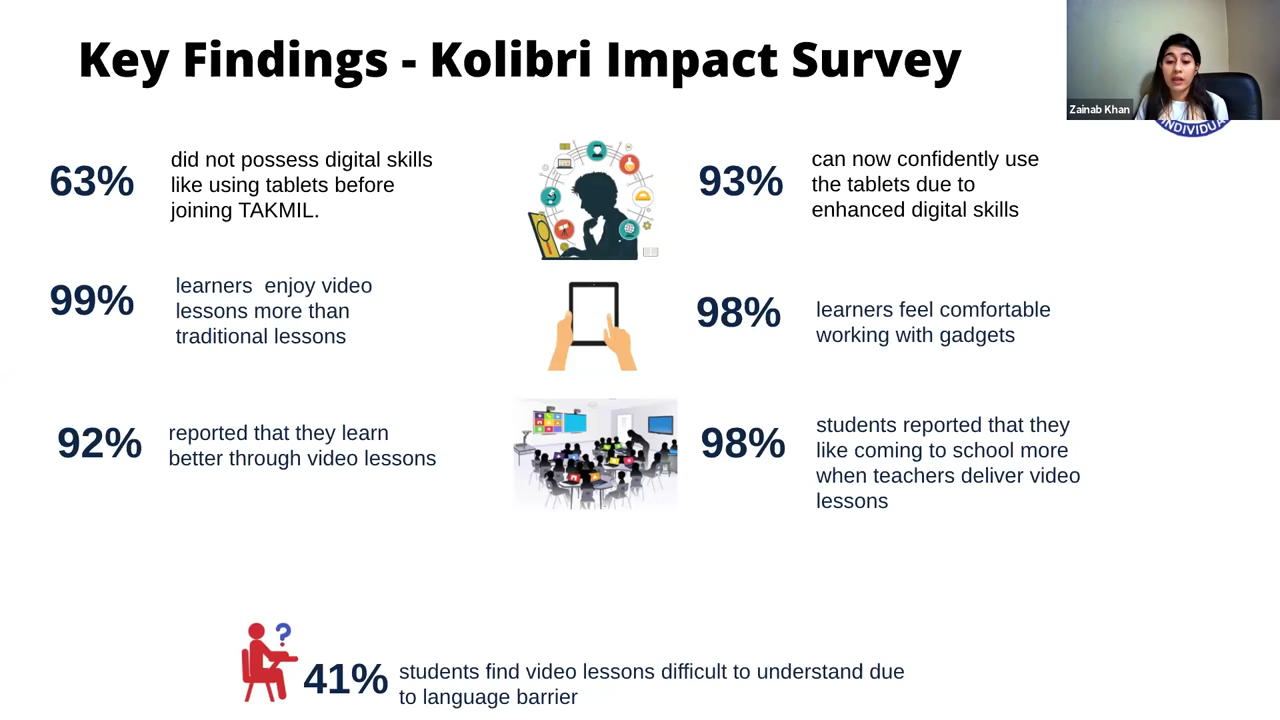 Key Findings - Kolibri Impact Survey
Zainab Khan
INDIVIDUA
63%
did not possess digital skills
like using tablets before
joining TAKMIL.
93%
can now confidently use
the tablets due to
enhanced digital skills
99%
learners  enjoy video
lessons more than
traditional lessons
98%
learners feel comfortable
working with gadgets
92%
reported that they learn
better through video lessons
98%
students reported that they
like coming to school more
when teachers deliver video
lessons
?
41%
students find video lessons difficult to understand due
to language barrier